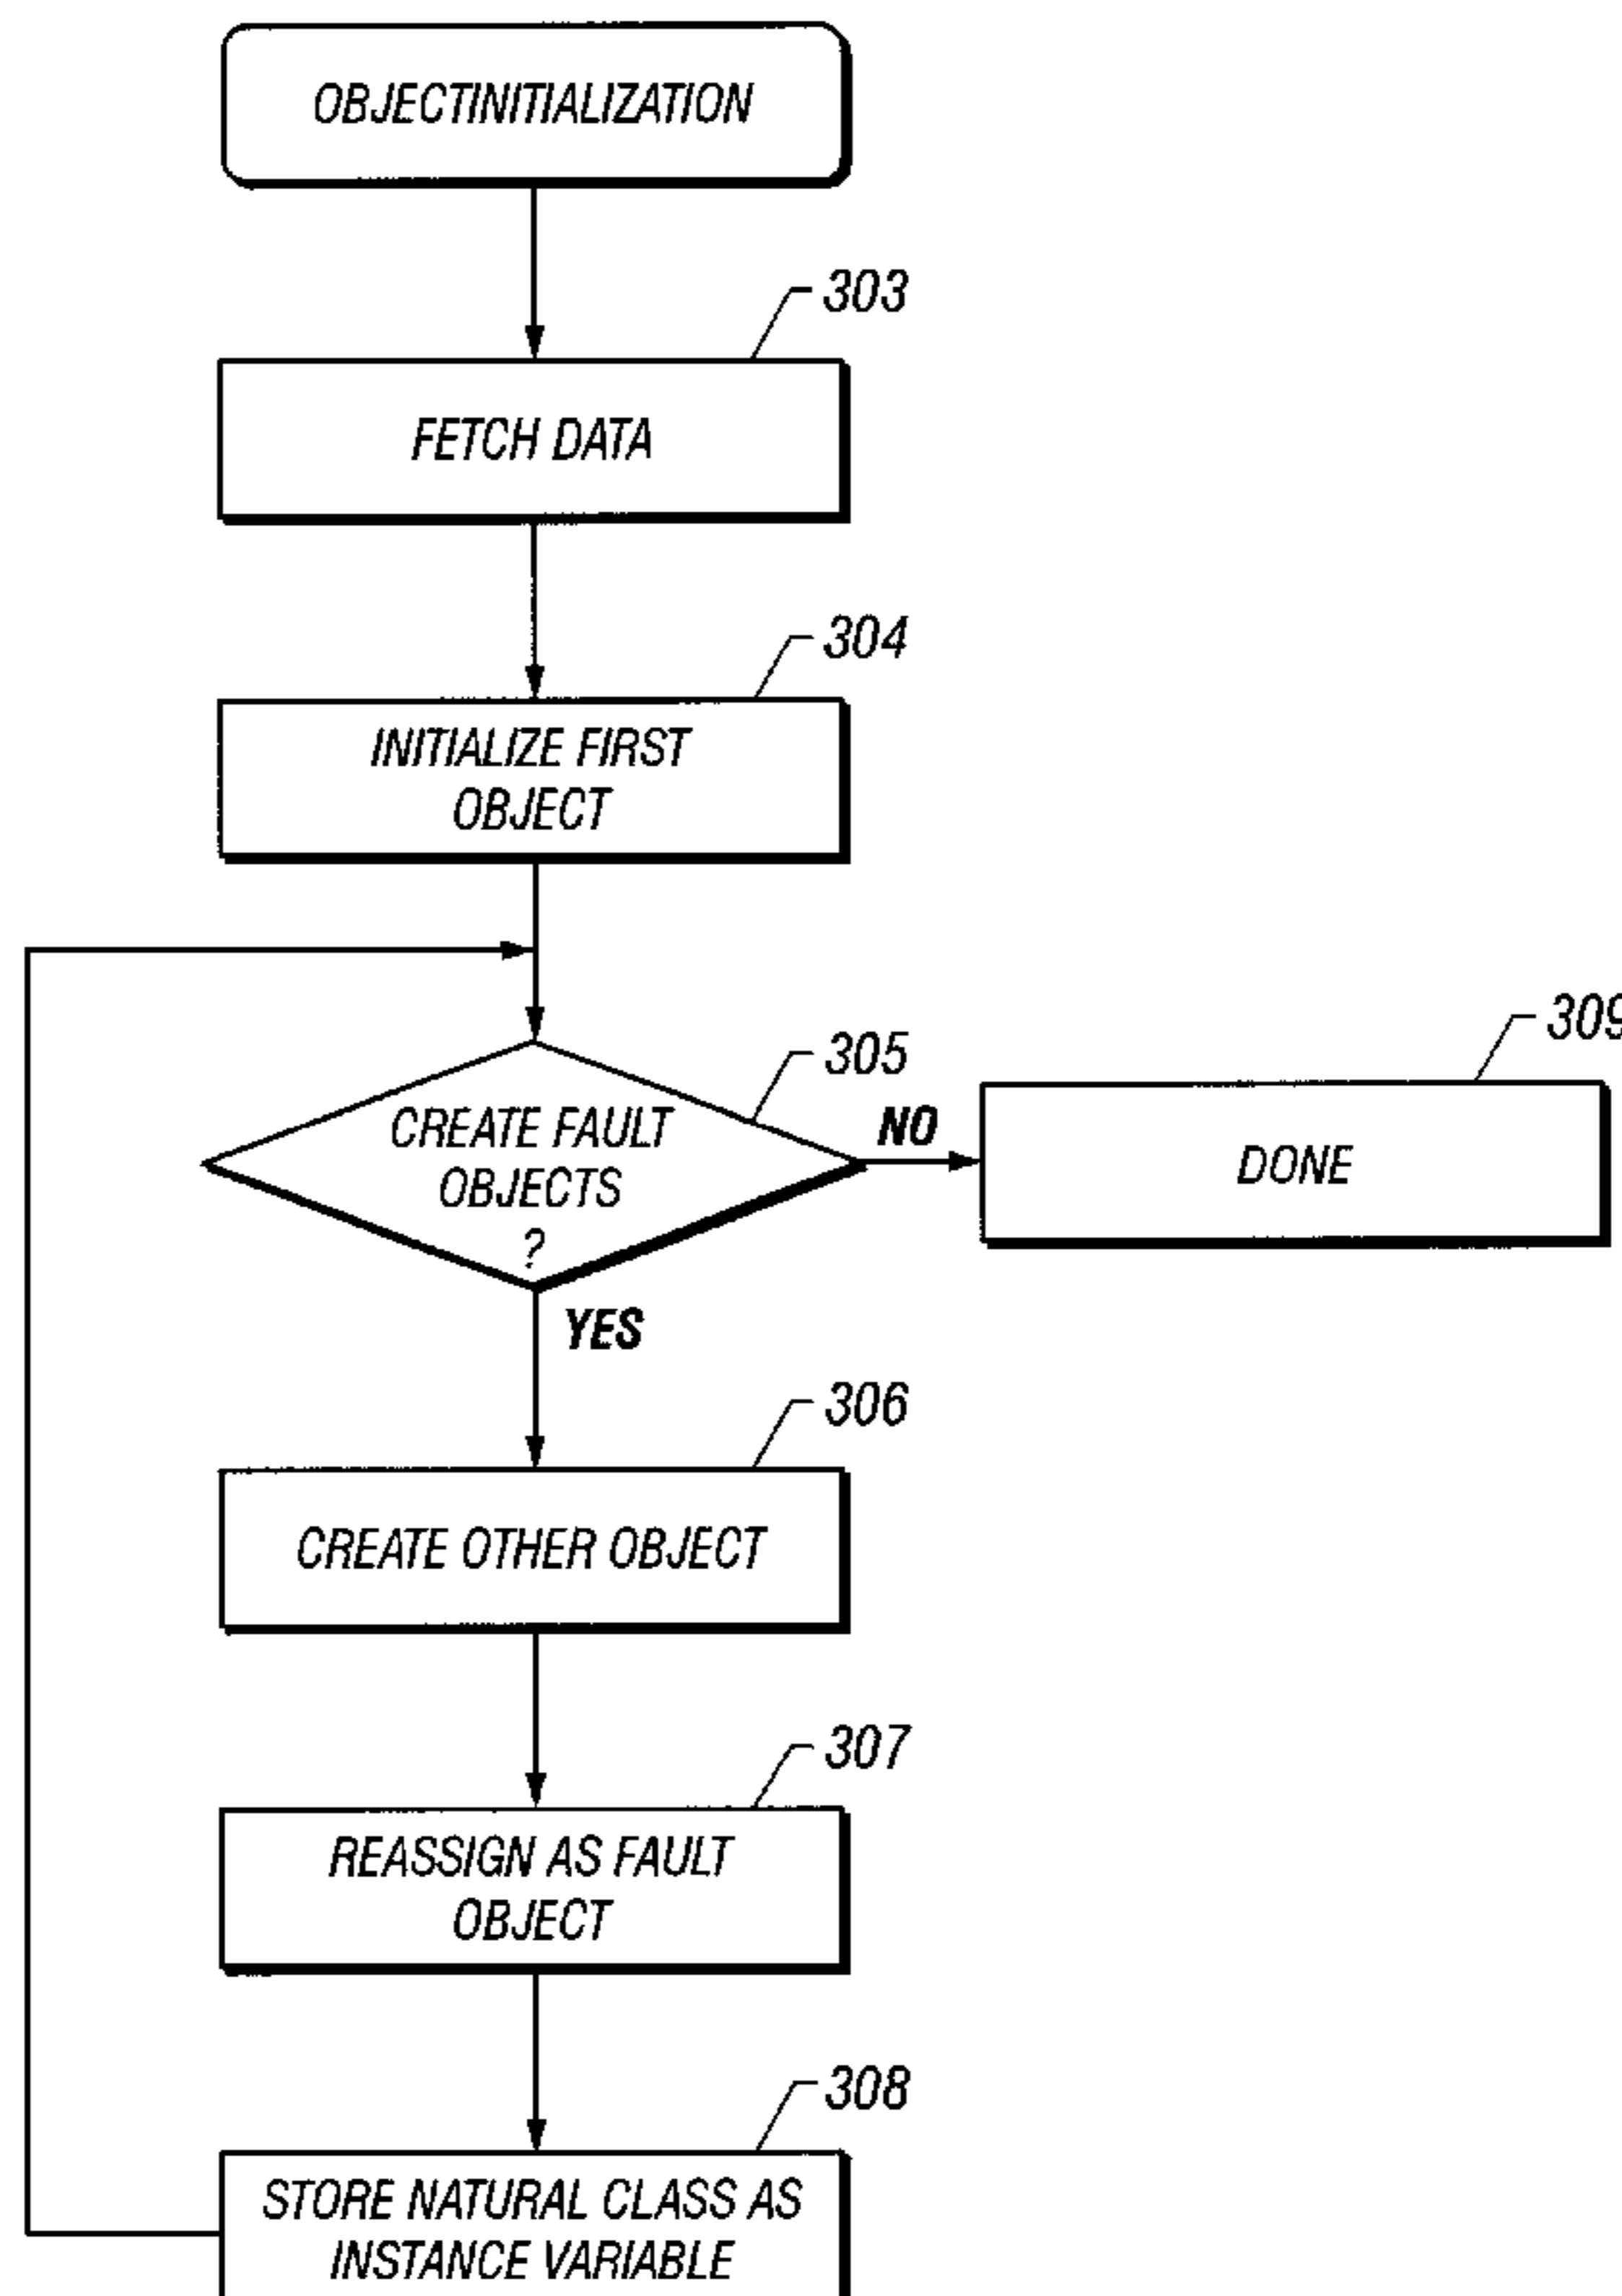 OBJECTINITIALIZATION
303
FETCH DATA
304
INITIALIZE FIRST
OBJECT
305
CREATE FAULT
OBJECTS
?
NO
309
DONE
YES
306
CREATE OTHER OBJECT
307
REASSIGN AS FAULT
OBJECT
308
STORE NATURAL CLASS AS
INSTANCE VARIABLE